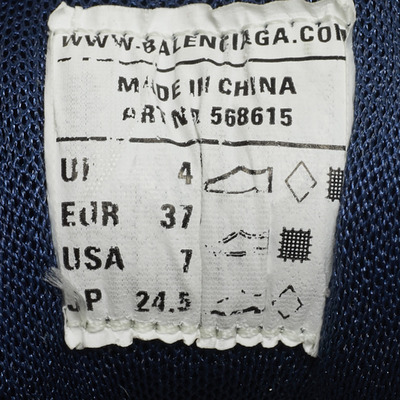 WWW.BALENCIAGA.COM
MADE IN CHINA
ART N° 568615
UK 4
EUR 37
USA 7
JP 24.5